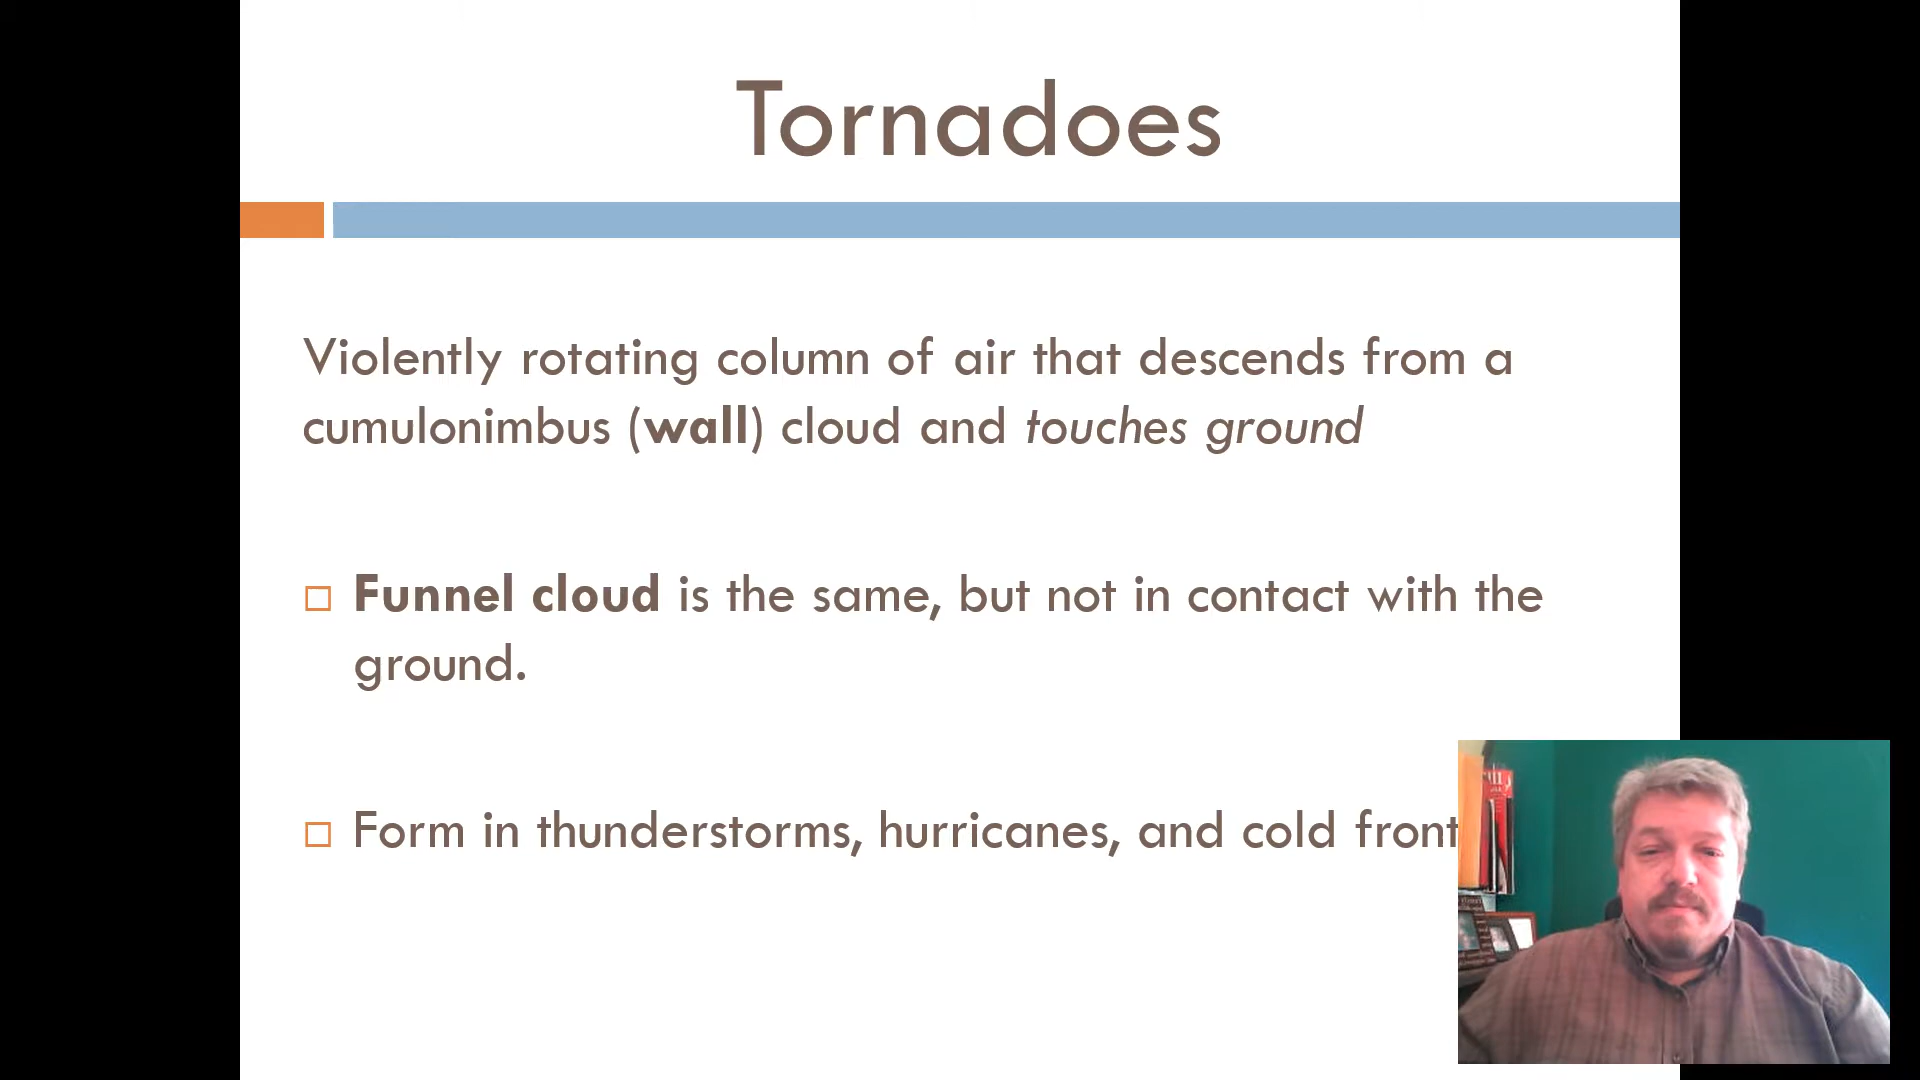 Tornadoes
Violently rotating column of air that descends from a
cumulonimbus (wall) cloud and touches ground
Funnel cloud is the same, but not in contact with the
ground.
Form in thunderstorms, hurricanes, and cold front